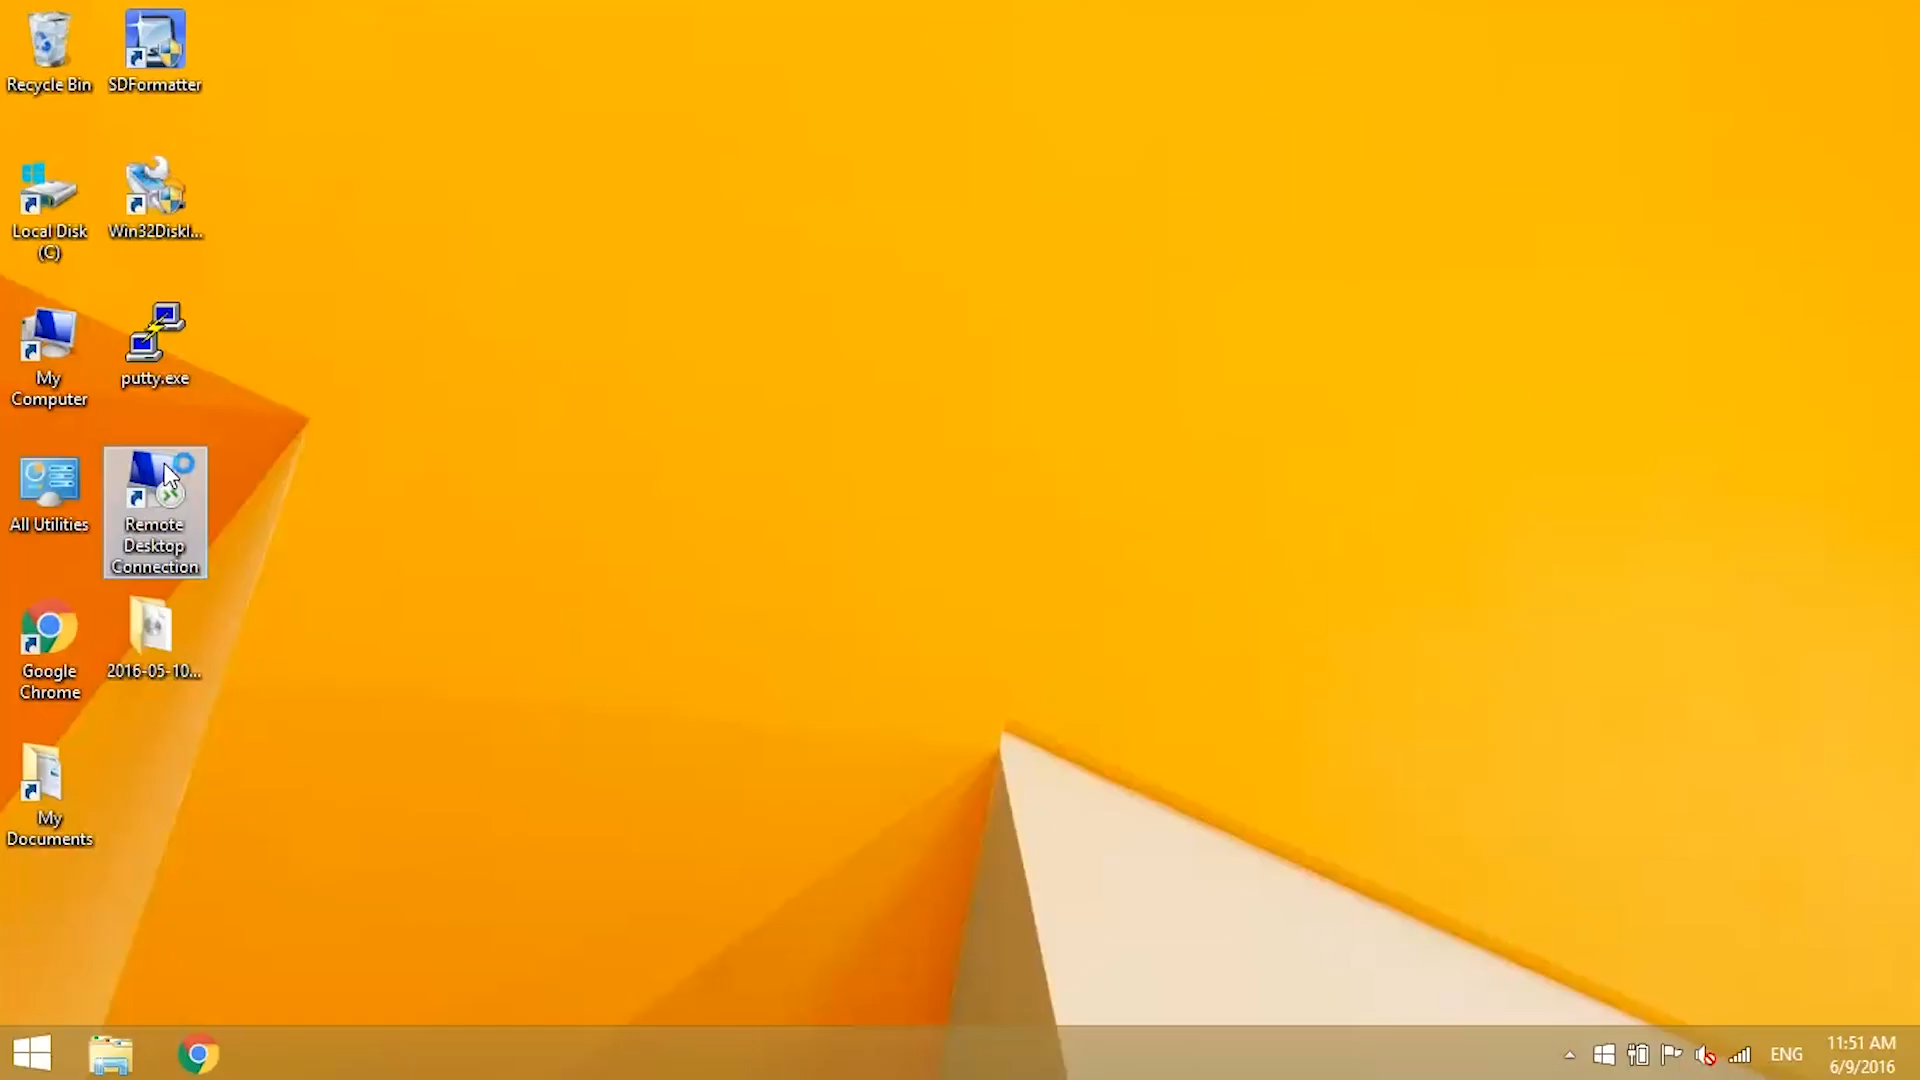 Recycle Bin
SDFormatter
Local Disk
(C)
Win32DiskI...
My
Computer
putty.exe
All Utilities
Remote
Desktop
Connection
Google
Chrome
2016-05-10...
My
Documents
ENG
11:51 AM
6/9/2016